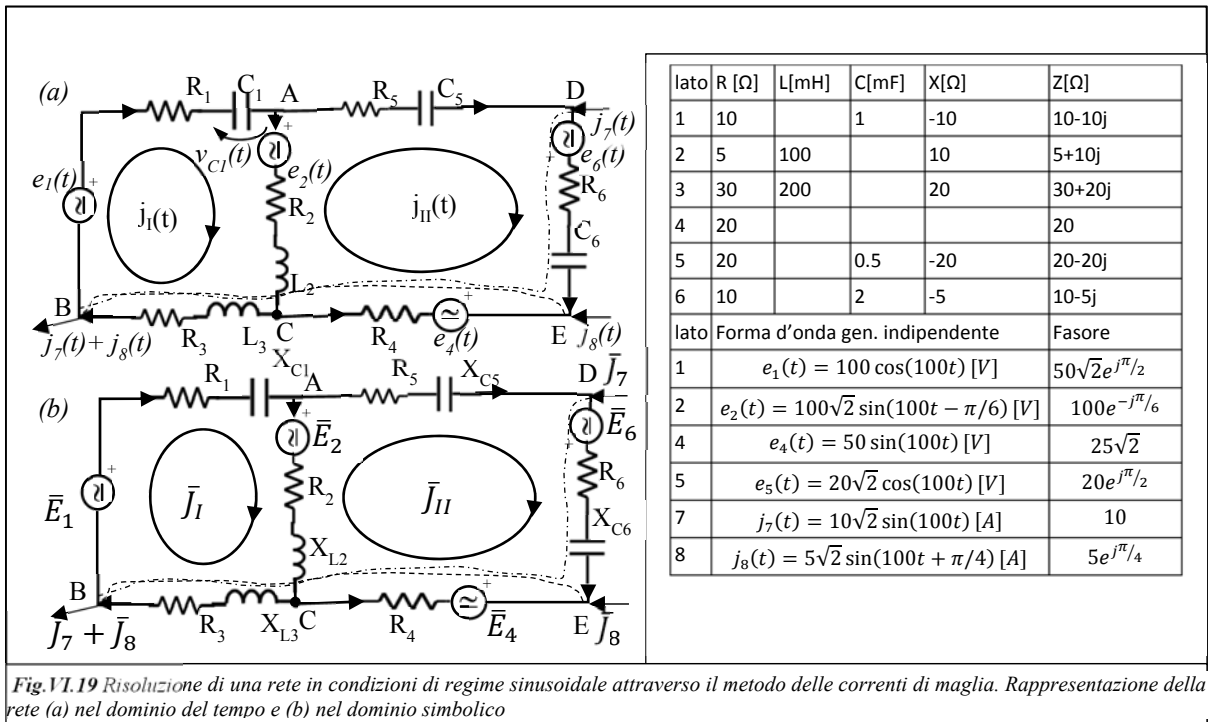 (a)
R1
C1
A
R5
C5
D
j7(t)
vC1(t)
e2(t)
e6(t)
e1(t)
R2
R6
jI(t)
jII(t)
C6
L2
B
R3
L3
C
R4
e4(t)
E
j8(t)
j7(t)+ j8(t)
(b)
R1
XC1
A
R5
XC5
D
J̄7
Ē2
Ē6
Ē1
R2
R6
J̄I
J̄II
XC6
XL2
B
R3
XL3
C
R4
Ē4
E
J̄8
J̄7 + J̄8
lato R [Ω] L[mH] C[mF] X[Ω] Z[Ω]
1 10 1 -10 10-10j
2 5 100 10 5+10j
3 30 200 20 30+20j
4 20 20
5 20 0.5 -20 20-20j
6 10 2 -5 10-5j
lato Forma d'onda gen. indipendente Fasore
1 e1(t) = 100 cos(100t) [V] 50√2e^jπ/2
2 e2(t) = 100√2 sin(100t − π/6) [V] 100e^−jπ/6
4 e4(t) = 50 sin(100t) [V] 25√2
5 e5(t) = 20√2 cos(100t) [V] 20e^jπ/2
7 j7(t) = 10√2 sin(100t) [A] 10
8 j8(t) = 5√2 sin(100t + π/4) [A] 5e^jπ/4
Fig.VI.19 Risoluzione di una rete in condizioni di regime sinusoidale attraverso il metodo delle correnti di maglia. Rappresentazione della
rete (a) nel dominio del tempo e (b) nel dominio simbolico